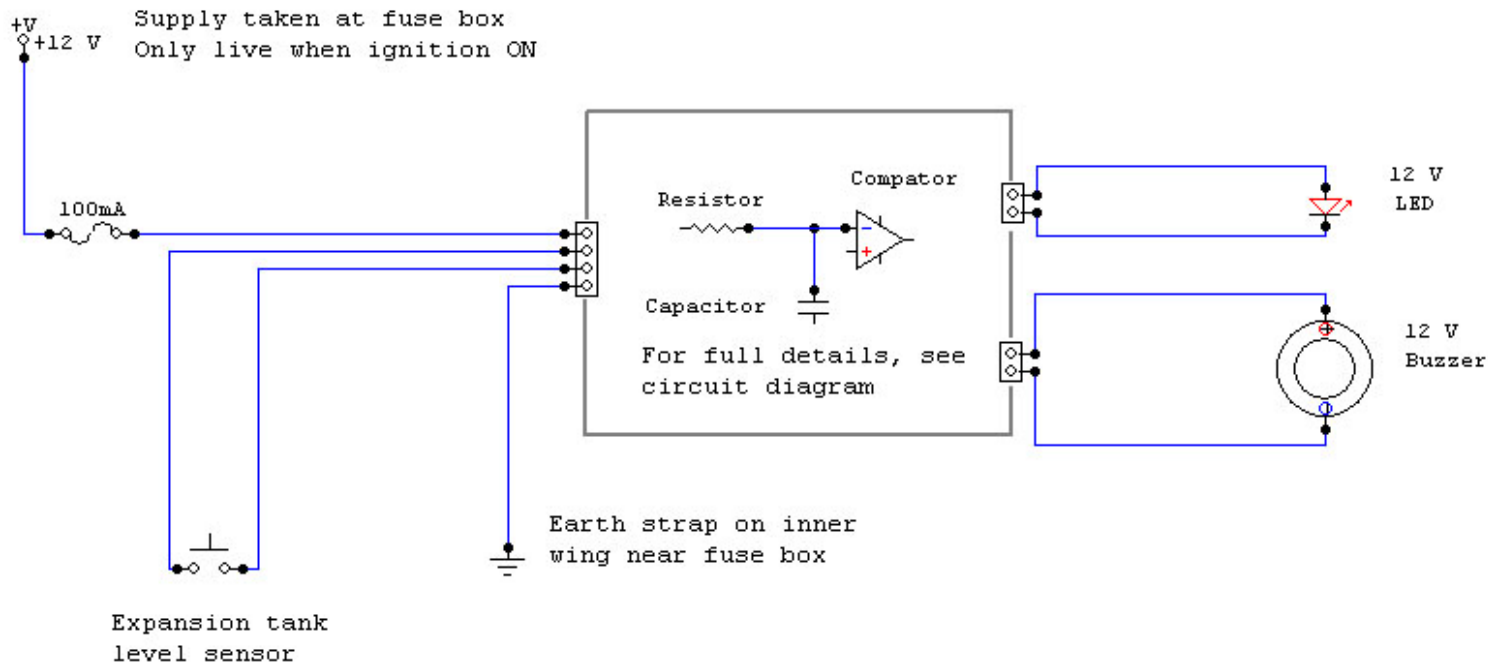 +V
+12 V
Supply taken at fuse box
Only live when ignition ON
100mA
Resistor
Compator
-
+
Capacitor
For full details, see
circuit diagram
12 V
LED
12 V
Buzzer
Earth strap on inner
wing near fuse box
Expansion tank
level sensor